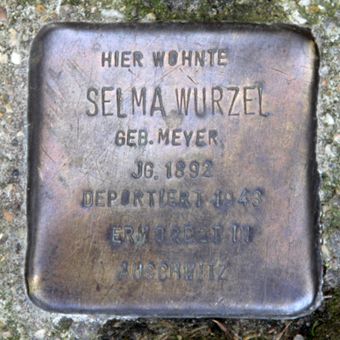 HIER WOHNTE
SELMA WURZEL
GEB. MEYER
JG. 1892
DEPORTIERT 1943
ERMORDET IN
AUSCHWITZ